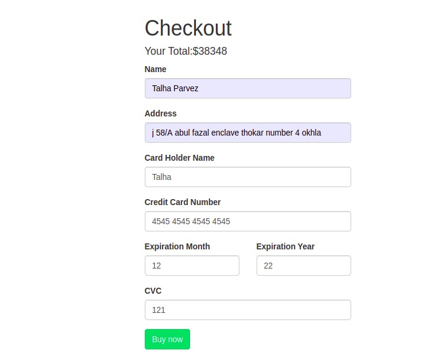 Checkout
Your Total:$38348
Name
Talha Parvez
Address
j 58/A abul fazal enclave thokar number 4 okhla
Card Holder Name
Talha
Credit Card Number
4545 4545 4545 4545
Expiration Month Expiration Year
12 22
CVC
121
Buy now